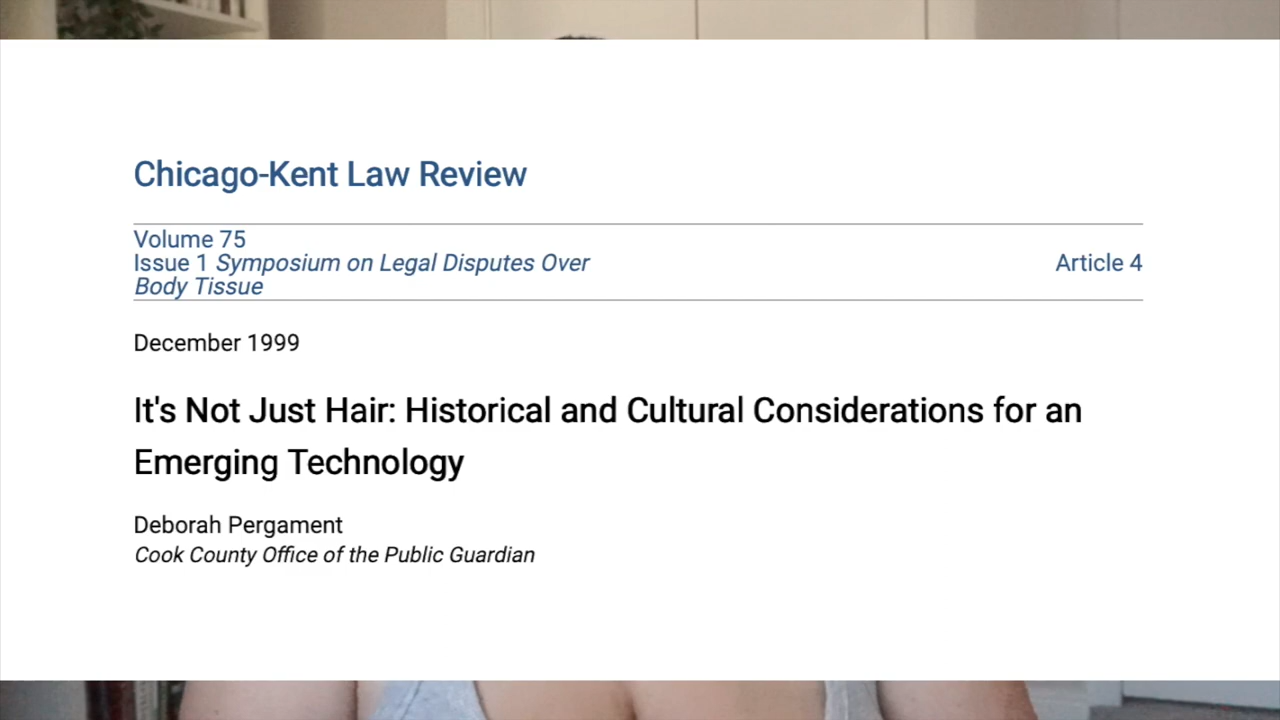 Chicago-Kent Law Review
Volume 75
Issue 1 Symposium on Legal Disputes Over
Body Tissue
Article 4
December 1999
It's Not Just Hair: Historical and Cultural Considerations for an
Emerging Technology
Deborah Pergament
Cook County Office of the Public Guardian